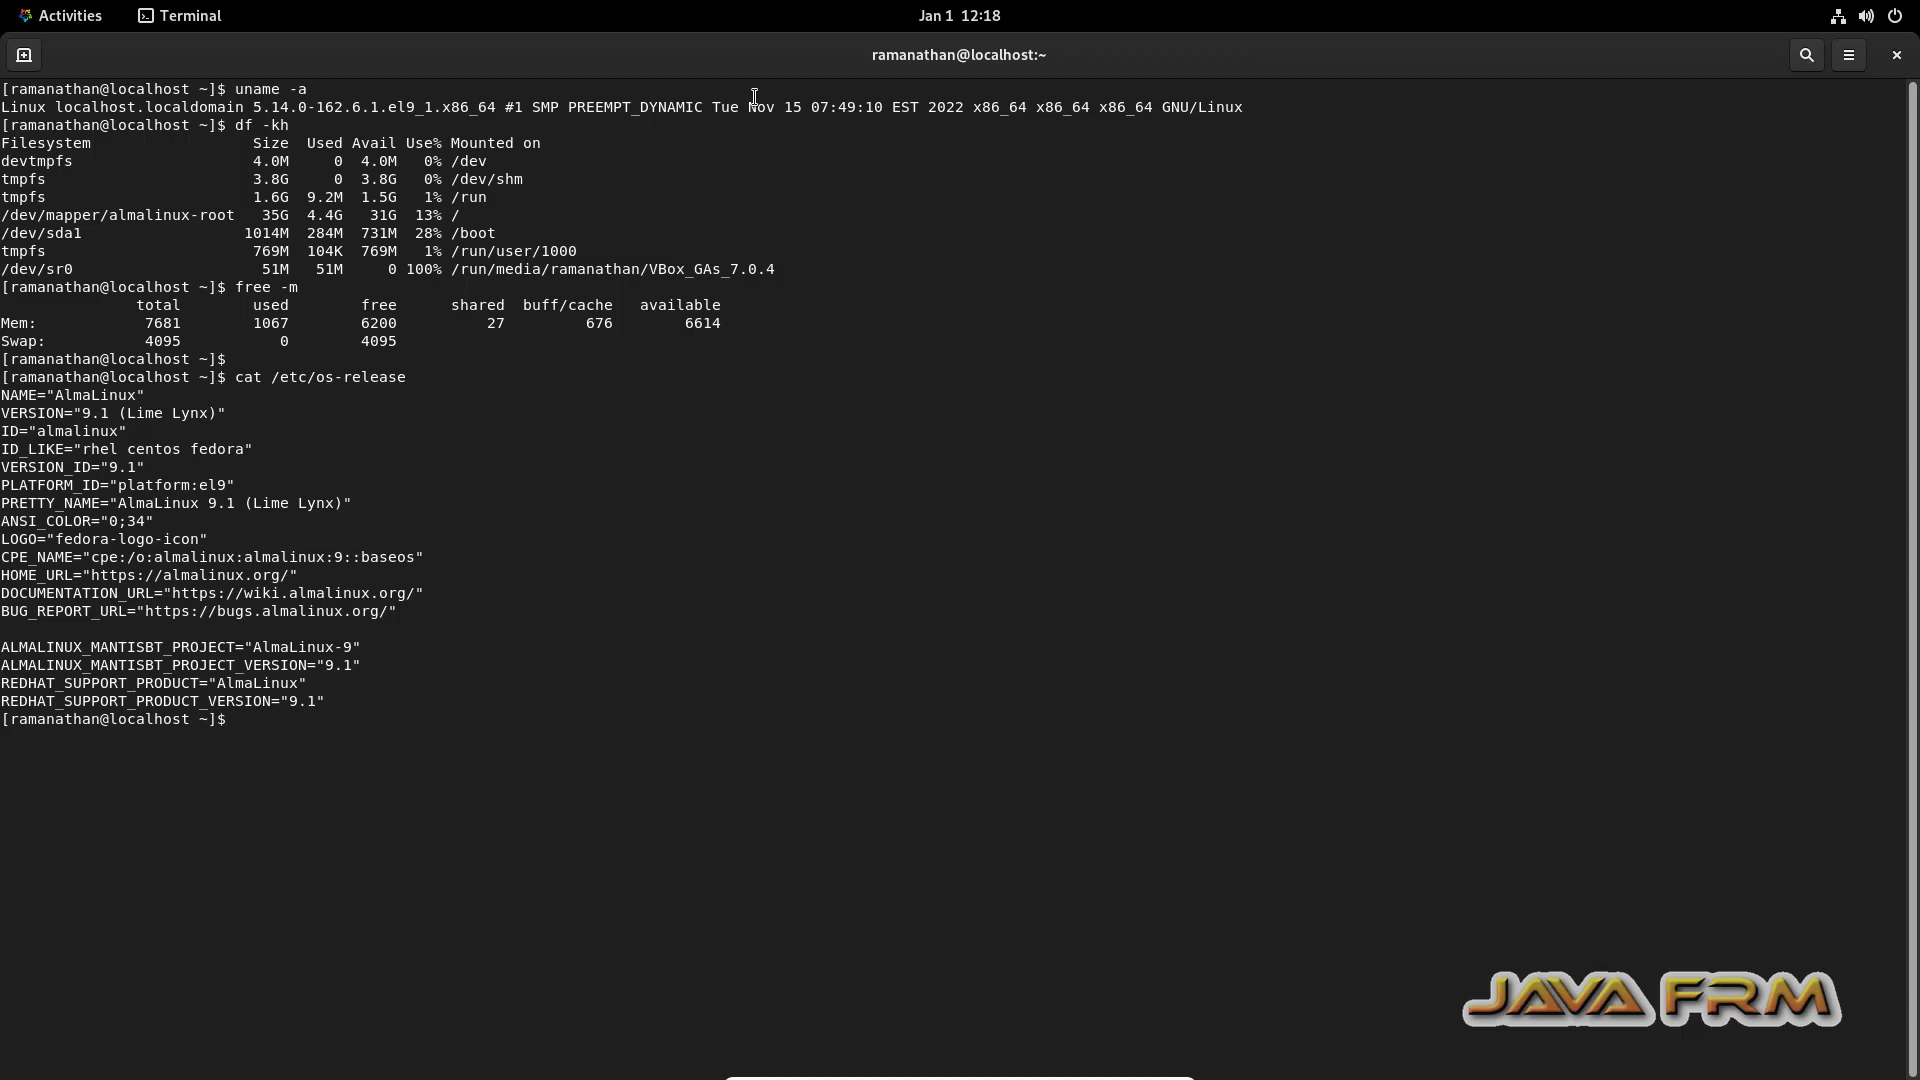 Activities Terminal Jan 1 12:18
ramanathan@localhost:~
[ramanathan@localhost ~]$ uname -a
Linux localhost.localdomain 5.14.0-162.6.1.el9_1.x86_64 #1 SMP PREEMPT_DYNAMIC Tue Nov 15 07:49:10 EST 2022 x86_64 x86_64 x86_64 GNU/Linux
[ramanathan@localhost ~]$ df -kh
Filesystem                  Size  Used Avail Use% Mounted on
devtmpfs                    4.0M     0  4.0M   0% /dev
tmpfs                       3.8G     0  3.8G   0% /dev/shm
tmpfs                       1.6G  9.2M  1.5G   1% /run
/dev/mapper/almalinux-root   35G  4.4G   31G  13% /
/dev/sda1                  1014M  284M  731M  28% /boot
tmpfs                       769M  104K  769M   1% /run/user/1000
/dev/sr0                     51M   51M     0 100% /run/media/ramanathan/VBox_GAs_7.0.4
[ramanathan@localhost ~]$ free -m
               total        used        free      shared  buff/cache   available
Mem:            7681        1067        6200          27         676        6614
Swap:           4095           0        4095
[ramanathan@localhost ~]$
[ramanathan@localhost ~]$ cat /etc/os-release
NAME="AlmaLinux"
VERSION="9.1 (Lime Lynx)"
ID="almalinux"
ID_LIKE="rhel centos fedora"
VERSION_ID="9.1"
PLATFORM_ID="platform:el9"
PRETTY_NAME="AlmaLinux 9.1 (Lime Lynx)"
ANSI_COLOR="0;34"
LOGO="fedora-logo-icon"
CPE_NAME="cpe:/o:almalinux:almalinux:9::baseos"
HOME_URL="https://almalinux.org/"
DOCUMENTATION_URL="https://wiki.almalinux.org/"
BUG_REPORT_URL="https://bugs.almalinux.org/"

ALMALINUX_MANTISBT_PROJECT="AlmaLinux-9"
ALMALINUX_MANTISBT_PROJECT_VERSION="9.1"
REDHAT_SUPPORT_PRODUCT="AlmaLinux"
REDHAT_SUPPORT_PRODUCT_VERSION="9.1"
[ramanathan@localhost ~]$
JAVA FRM